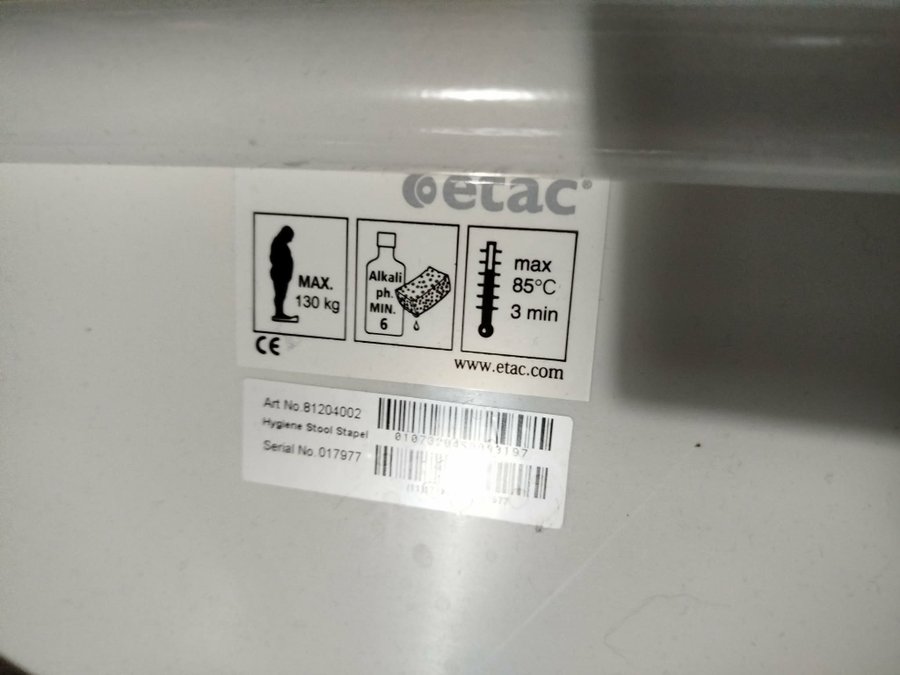 etac
MAX.
130 kg
Alkali
ph.
MIN.
6
max
85°C
3 min
CE
www.etac.com
Art No.81204002
Hygiene Stool Stapel
Serial No. 017977